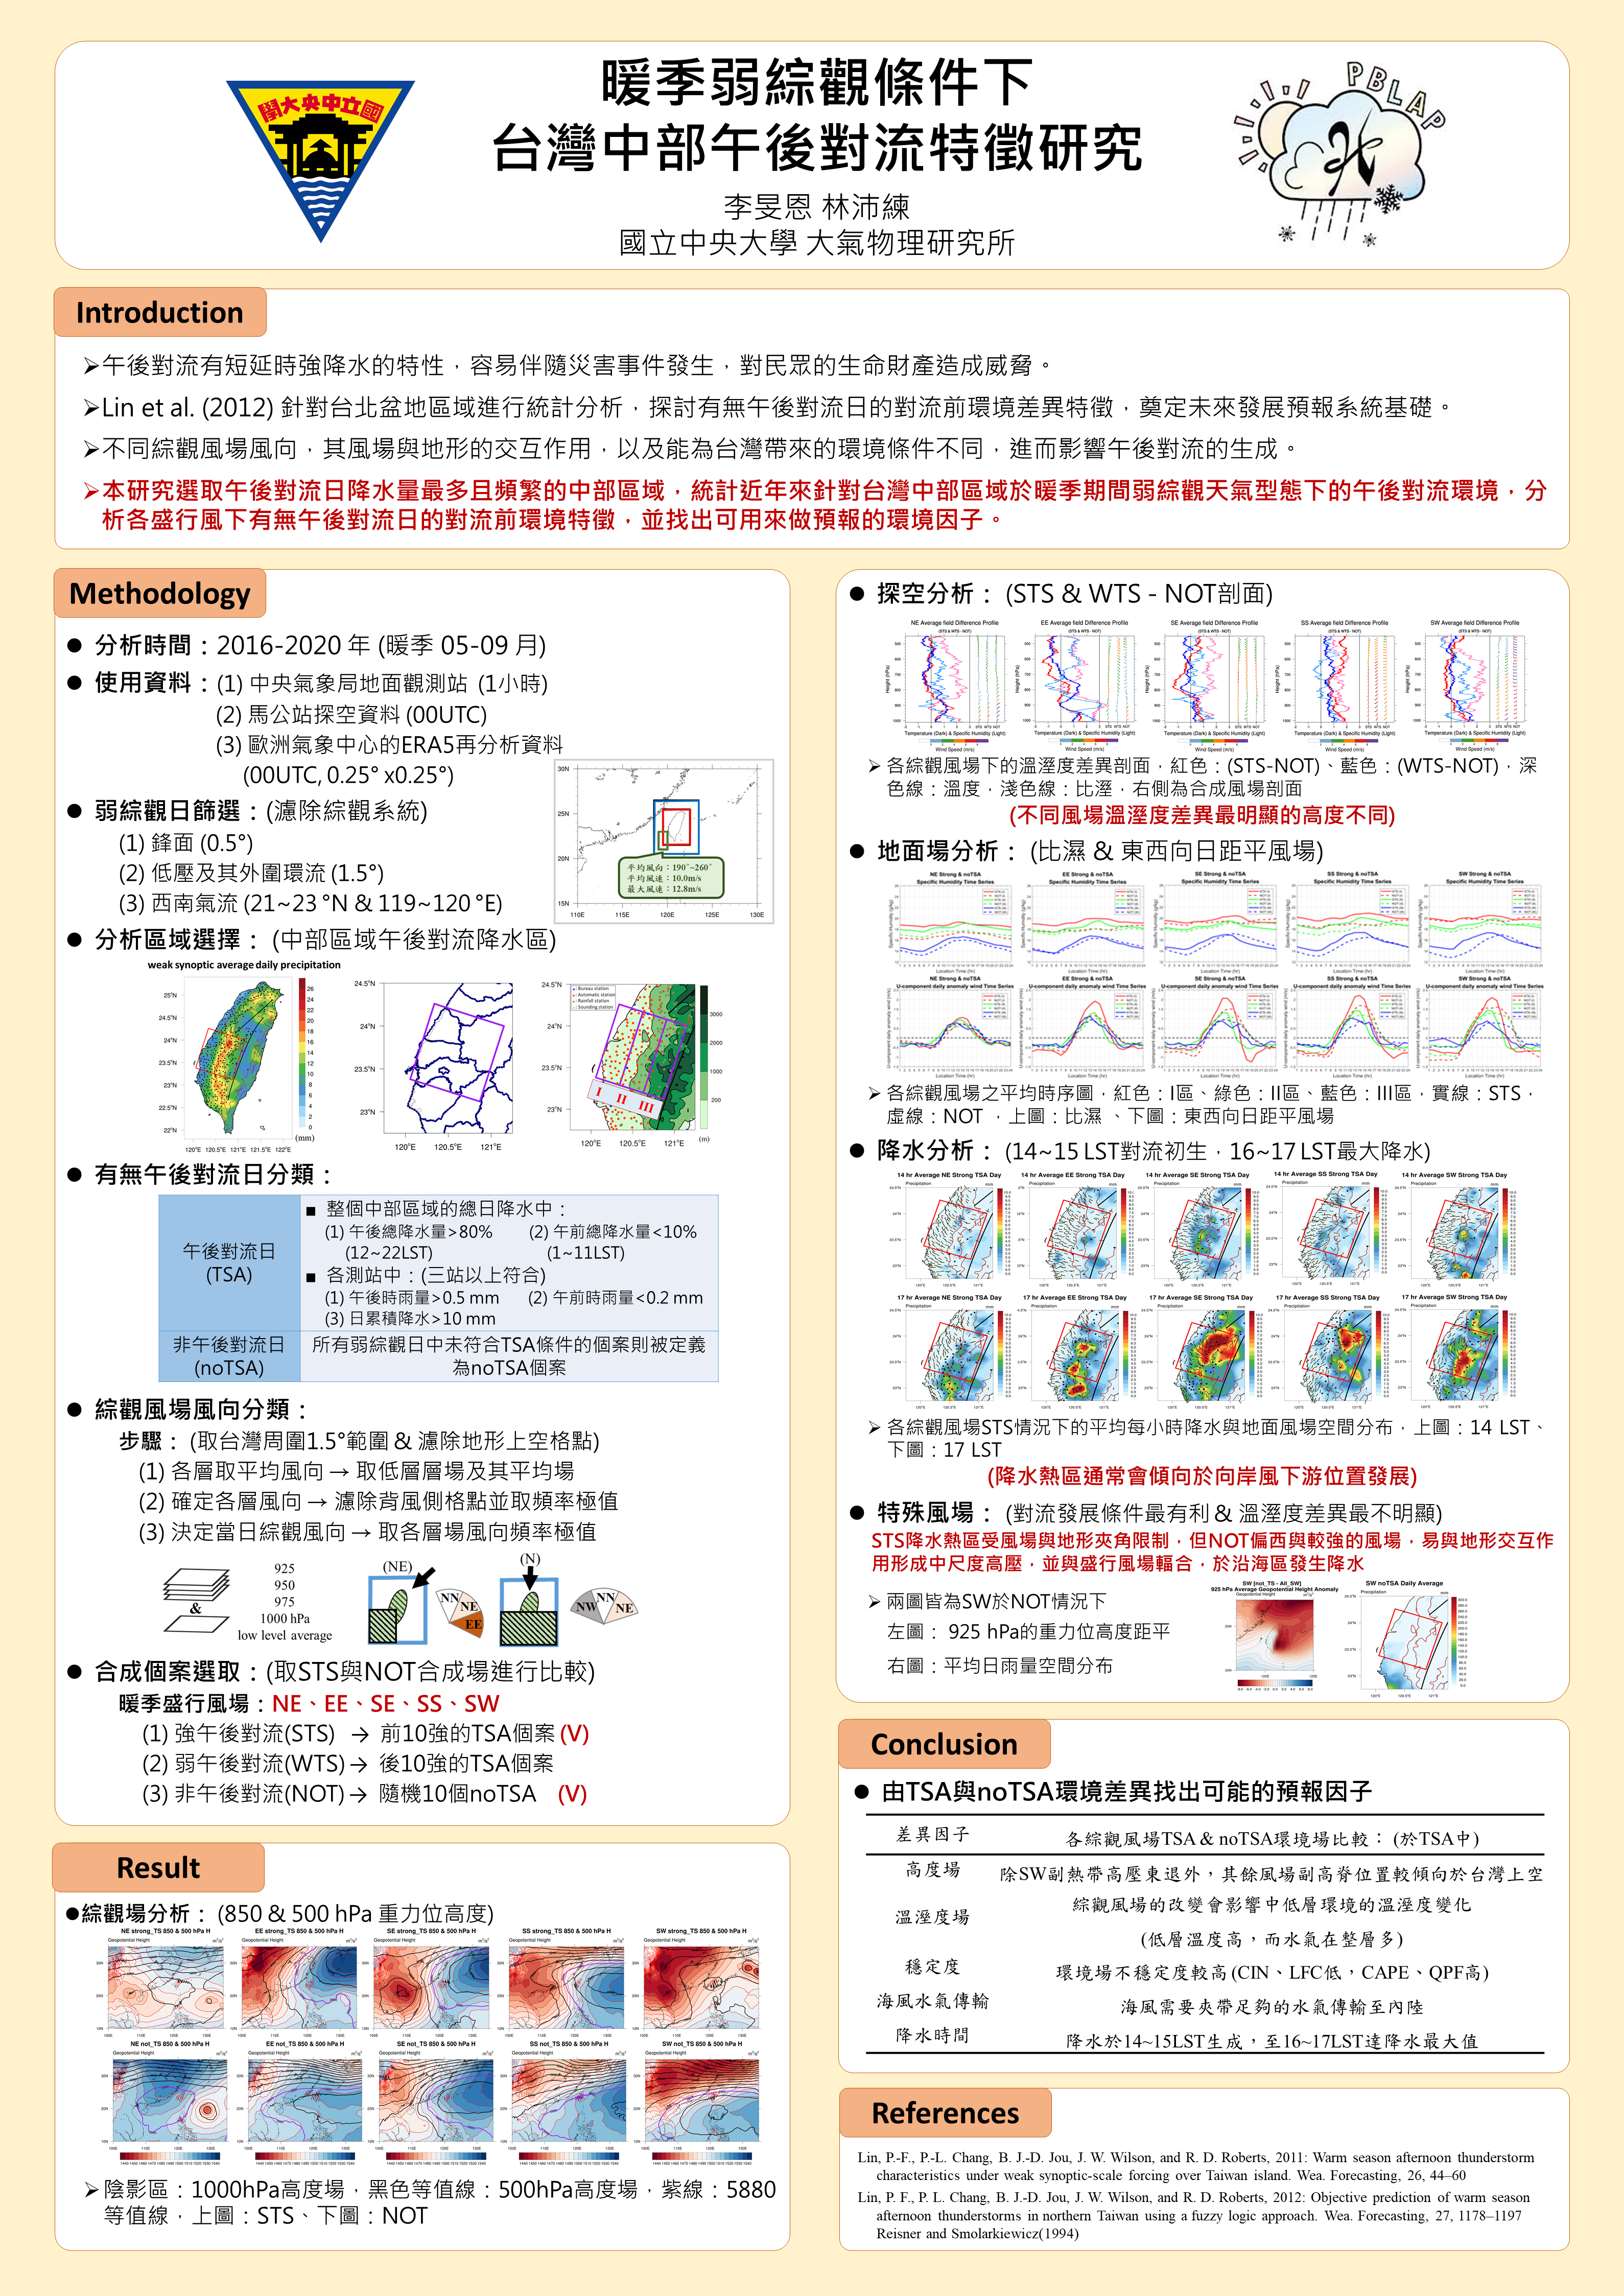 國立中央大學
暖季弱綜觀條件下
台灣中部午後對流特徵研究
李旻恩 林沛練
國立中央大學 大氣物理研究所
PBLAP
Introduction
➢午後對流有短延時強降水的特性，容易伴隨災害事件發生，對民眾的生命財產造成威脅。
➢Lin et al. (2012) 針對台北盆地區域進行統計分析，探討有無午後對流日的對流前環境差異特徵，奠定未來發展預報系統基礎。
➢不同綜觀風場風向，其風場與地形的交互作用，以及能為台灣帶來的環境條件不同，進而影響午後對流的生成。
➢本研究選取午後對流日降水量最多且頻繁的中部區域，統計近年來針對台灣中部區域於暖季期間弱綜觀天氣型態下的午後對流環境，分
析各盛行風下有無午後對流日的對流前環境特徵，並找出可用來做預報的環境因子。
Methodology
● 分析時間：2016-2020 年 (暖季 05-09 月)
● 使用資料：(1) 中央氣象局地面觀測站 (1小時)
(2) 馬公站探空資料 (00UTC)
(3) 歐洲氣象中心的ERA5再分析資料
(00UTC, 0.25° x0.25°)
● 弱綜觀日篩選：(濾除綜觀系統)
(1) 鋒面 (0.5°)
(2) 低壓及其外圍環流 (1.5°)
(3) 西南氣流 (21~23 °N & 119~120 °E)
30N
25N
20N
15N
110E 115E 120E 125E 130E
平均風向：190°~260°
平均風速：10.0m/s
最大風速：12.8m/s
● 分析區域選擇： (中部區域午後對流降水區)
weak synoptic average daily precipitation
25°N
24.5°N
24°N
23.5°N
23°N
22.5°N
22°N
120°E 120.5°E 121°E 121.5°E 122°E
26
24
22
20
18
16
14
12
10
8
6
4
2
0
(mm)
24.5°N
24°N
23.5°N
23°N
120°E 120.5°E 121°E
24.5°N
24°N
23.5°N
23°N
120°E 120.5°E 121°E
Bureau station
Automatic station
Rainfall station
Sounding station
I II III
3000
2000
1000
200
(m)
● 有無午後對流日分類：
午後對流日
(TSA)
■ 整個中部區域的總日降水中：
(1) 午後總降水量>80% (2) 午前總降水量<10%
(12~22LST) (1~11LST)
■ 各測站中：(三站以上符合)
(1) 午後時雨量>0.5 mm (2) 午前時雨量<0.2 mm
(3) 日累積降水>10 mm
非午後對流日
(noTSA)
所有弱綜觀日中未符合TSA條件的個案則被定義
為noTSA個案
● 綜觀風場風向分類：
步驟： (取台灣周圍1.5°範圍 & 濾除地形上空格點)
(1) 各層取平均風向 → 取低層層場及其平均場
(2) 確定各層風向 → 濾除背風側格點並取頻率極值
(3) 決定當日綜觀風向 → 取各層場風向頻率極值
925
950
975
&
1000 hPa
low level average
(NE)
NN
NE
EE
(N)
NW NN NE
● 合成個案選取：(取STS與NOT合成場進行比較)
暖季盛行風場：NE、EE、SE、SS、SW
(1) 強午後對流(STS) → 前10強的TSA個案 (V)
(2) 弱午後對流(WTS) → 後10強的TSA個案
(3) 非午後對流(NOT) → 隨機10個noTSA (V)
Result
●綜觀場分析： (850 & 500 hPa 重力位高度)
NE strong_TS 850 & 500 hPa H
EE strong_TS 850 & 500 hPa H
SE strong_TS 850 & 500 hPa H
SS strong_TS 850 & 500 hPa H
SW strong_TS 850 & 500 hPa H
NE not_TS 850 & 500 hPa H
EE not_TS 850 & 500 hPa H
SE not_TS 850 & 500 hPa H
SS not_TS 850 & 500 hPa H
SW not_TS 850 & 500 hPa H
➢陰影區：1000hPa高度場，黑色等值線：500hPa高度場，紫線：5880
等值線，上圖：STS、下圖：NOT
● 探空分析： (STS & WTS - NOT剖面)
NE Average field Difference Profile
EE Average field Difference Profile
SE Average field Difference Profile
SS Average field Difference Profile
SW Average field Difference Profile
➢ 各綜觀風場下的溫溼度差異剖面，紅色：(STS-NOT)、藍色：(WTS-NOT)，深
色線：溫度，淺色線：比溼，右側為合成風場剖面
(不同風場溫溼度差異最明顯的高度不同)
● 地面場分析： (比濕 & 東西向日距平風場)
NE Strong & noTSA
Specific Humidity Time Series
EE Strong & noTSA
Specific Humidity Time Series
SE Strong & noTSA
Specific Humidity Time Series
SS Strong & noTSA
Specific Humidity Time Series
SW Strong & noTSA
Specific Humidity Time Series
NE Strong & noTSA
U-component daily anomaly wind Time Series
EE Strong & noTSA
U-component daily anomaly wind Time Series
SE Strong & noTSA
U-component daily anomaly wind Time Series
SS Strong & noTSA
U-component daily anomaly wind Time Series
SW Strong & noTSA
U-component daily anomaly wind Time Series
➢ 各綜觀風場之平均時序圖，紅色：I區、綠色：II區、藍色：III區，實線：STS，
虛線：NOT ，上圖：比濕 、下圖：東西向日距平風場
● 降水分析： (14~15 LST對流初生，16~17 LST最大降水)
14 hr Average NE Strong TSA Day
14 hr Average EE Strong TSA Day
14 hr Average SE Strong TSA Day
14 hr Average SS Strong TSA Day
14 hr Average SW Strong TSA Day
17 hr Average NE Strong TSA Day
17 hr Average EE Strong TSA Day
17 hr Average SE Strong TSA Day
17 hr Average SS Strong TSA Day
17 hr Average SW Strong TSA Day
➢ 各綜觀風場STS情況下的平均每小時降水與地面風場空間分布，上圖：14 LST、
下圖：17 LST
(降水熱區通常會傾向於向岸風下游位置發展)
● 特殊風場： (對流發展條件最有利 & 溫溼度差異最不明顯)
STS降水熱區受風場與地形夾角限制，但NOT偏西與較強的風場，易與地形交互作
用形成中尺度高壓，並與盛行風場輻合，於沿海區發生降水
➢ 兩圖皆為SW於NOT情況下
左圖： 925 hPa的重力位高度距平
右圖：平均日雨量空間分布
SW [not_TS - All_SW]
925 hPa Average Geopotential Height Anomaly
SW noTSA Daily Average
Conclusion
● 由TSA與noTSA環境差異找出可能的預報因子
差異因子 各綜觀風場TSA & noTSA環境場比較： (於TSA中)
高度場 除SW副熱帶高壓東退外，其餘風場副高脊位置較傾向於台灣上空
溫溼度場 綜觀風場的改變會影響中低層環境的溫溼度變化
(低層溫度高，而水氣在整層多)
穩定度 環境場不穩定度較高(CIN、LFC低，CAPE、QPF高)
海風水氣傳輸 海風需要夾帶足夠的水氣傳輸至內陸
降水時間 降水於14~15LST生成，至16~17LST達降水最大值
References
Lin, P.-F., P.-L. Chang, B. J.-D. Jou, J. W. Wilson, and R. D. Roberts, 2011: Warm season afternoon thunderstorm
characteristics under weak synoptic-scale forcing over Taiwan island. Wea. Forecasting, 26, 44–60
Lin, P. F., P. L. Chang, B. J.-D. Jou, J. W. Wilson, and R. D. Roberts, 2012: Objective prediction of warm season
afternoon thunderstorms in northern Taiwan using a fuzzy logic approach. Wea. Forecasting, 27, 1178–1197
Reisner and Smolarkiewicz(1994)